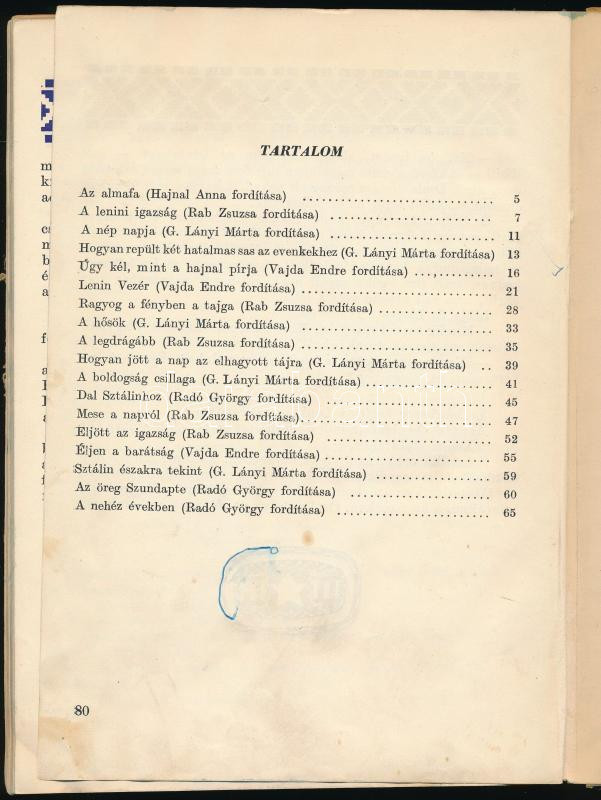 TARTALOM
Az almafa (Hajnal Anna fordítása) ................................ 5
A lenini igazság (Rab Zsuzsa fordítása) ........................... 7
A nép napja (G. Lányi Márta fordítása) ........................... 11
Hogyan repült két hatalmas sas az evenkekhez (G. Lányi Márta fordítása) 13
Úgy kél, mint a hajnal pírja (Vajda Endre fordítása) ............. 16
Lenin Vezér (Vajda Endre fordítása) .............................. 21
Ragyog a fényben a tajga (Rab Zsuzsa fordítása) ................... 28
A hősök (G. Lányi Márta fordítása) ................................ 33
A legdrágább (Rab Zsuzsa fordítása) ............................... 35
Hogyan jött a nap az elhagyott tájra (G. Lányi Márta fordítása) .. 39
A boldogság csillaga (G. Lányi Márta fordítása) ..................... 41
Dal Sztálinhoz (Radó György fordítása) .......................... 45
Mese a napról (Rab Zsuzsa fordítása) ............................. 47
Eljött az igazság (Rab Zsuzsa fordítása) .......................... 52
Éljen a barátság (Vajda Endre fordítása) ......................... 55
Sztálin északra tekint (G. Lányi Márta fordítása) ................... 59
Az öreg Szundapte (Radó György fordítása) ........................ 60
A nehéz években (Radó György fordítása) ........................... 65
80